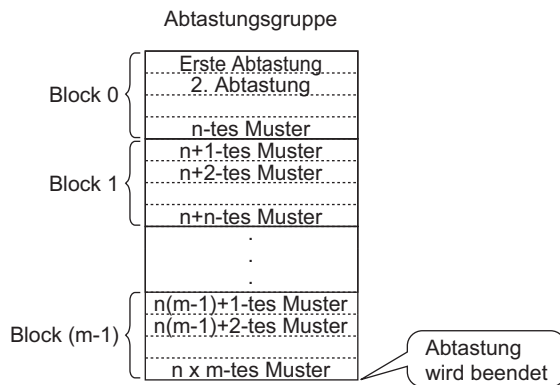 Abtastungsgruppe
Block 0
Erste Abtastung
2. Abtastung
n-tes Muster
Block 1
n+1-tes Muster
n+2-tes Muster
n+n-tes Muster
.
.
.
Block (m-1)
n(m-1)+1-tes Muster
n(m-1)+2-tes Muster
n x m-tes Muster
Abtastung
wird beendet